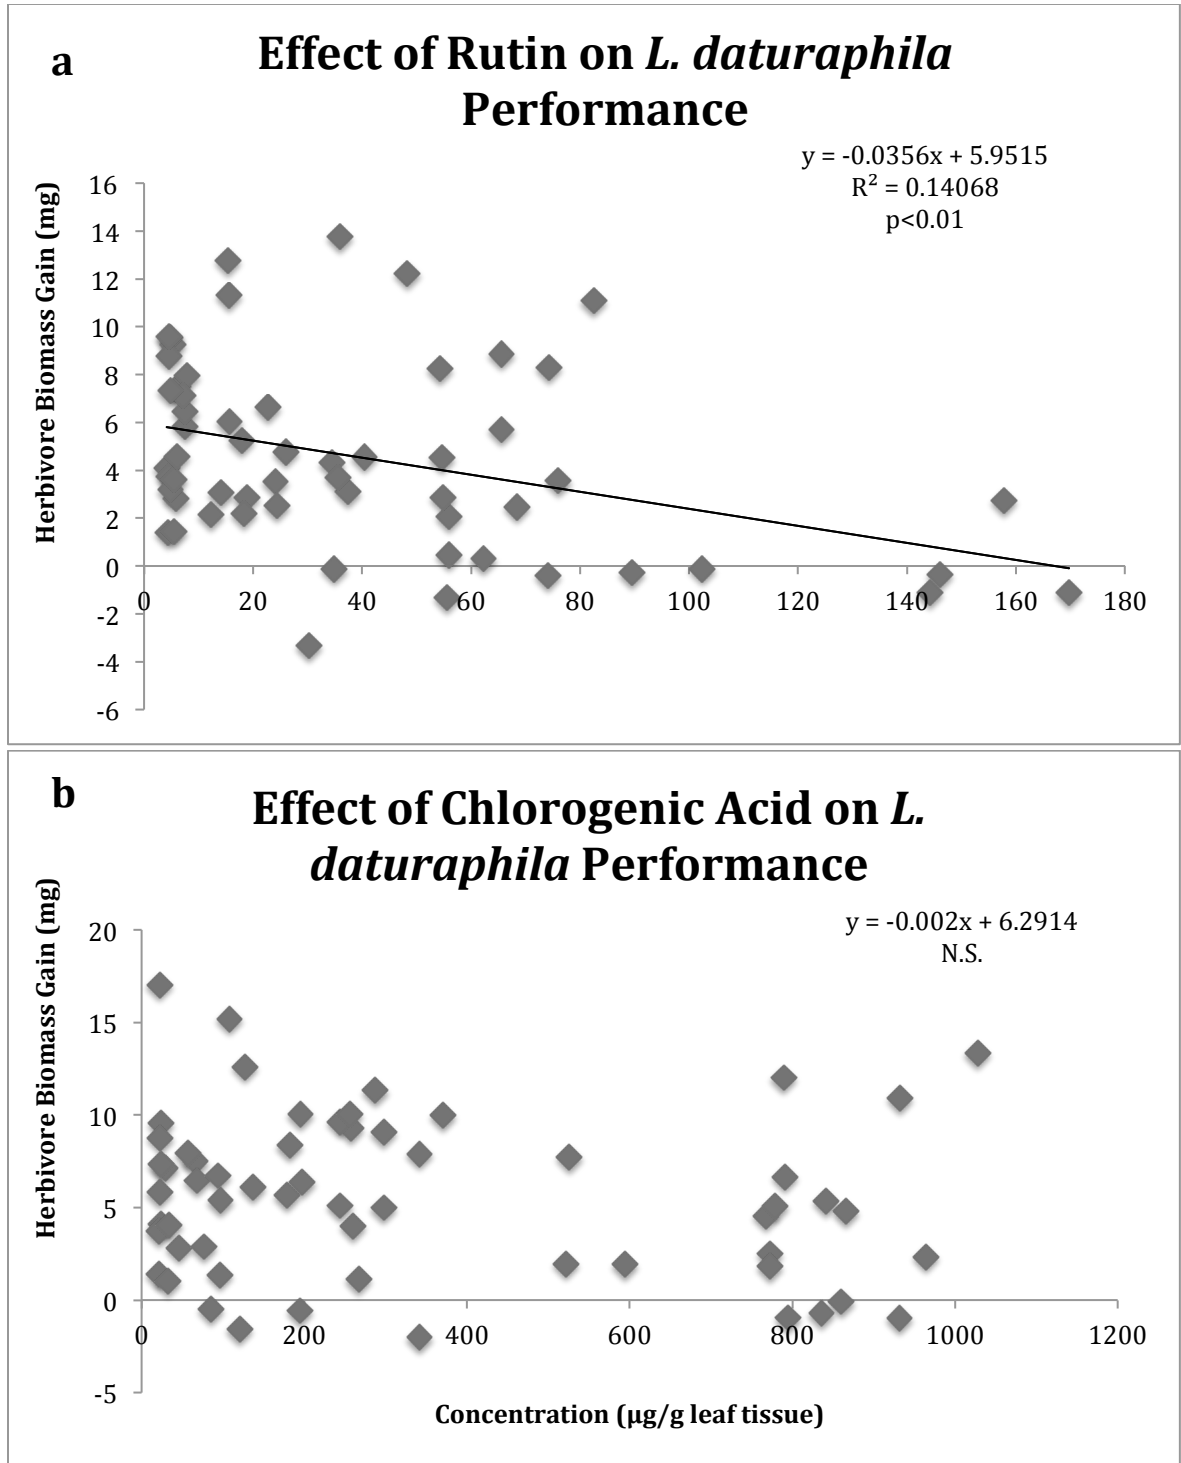 a
Effect of Rutin on L. daturaphila
Performance
y = -0.0356x + 5.9515
R² = 0.14068
p<0.01
Herbivore Biomass Gain (mg)
16
14
12
10
8
6
4
2
0
-2
-4
-6
0 20 40 60 80 100 120 140 160 180
b
Effect of Chlorogenic Acid on L.
daturaphila Performance
y = -0.002x + 6.2914
N.S.
Herbivore Biomass Gain (mg)
20
15
10
5
0
-5
0 200 400 600 800 1000 1200
Concentration (µg/g leaf tissue)